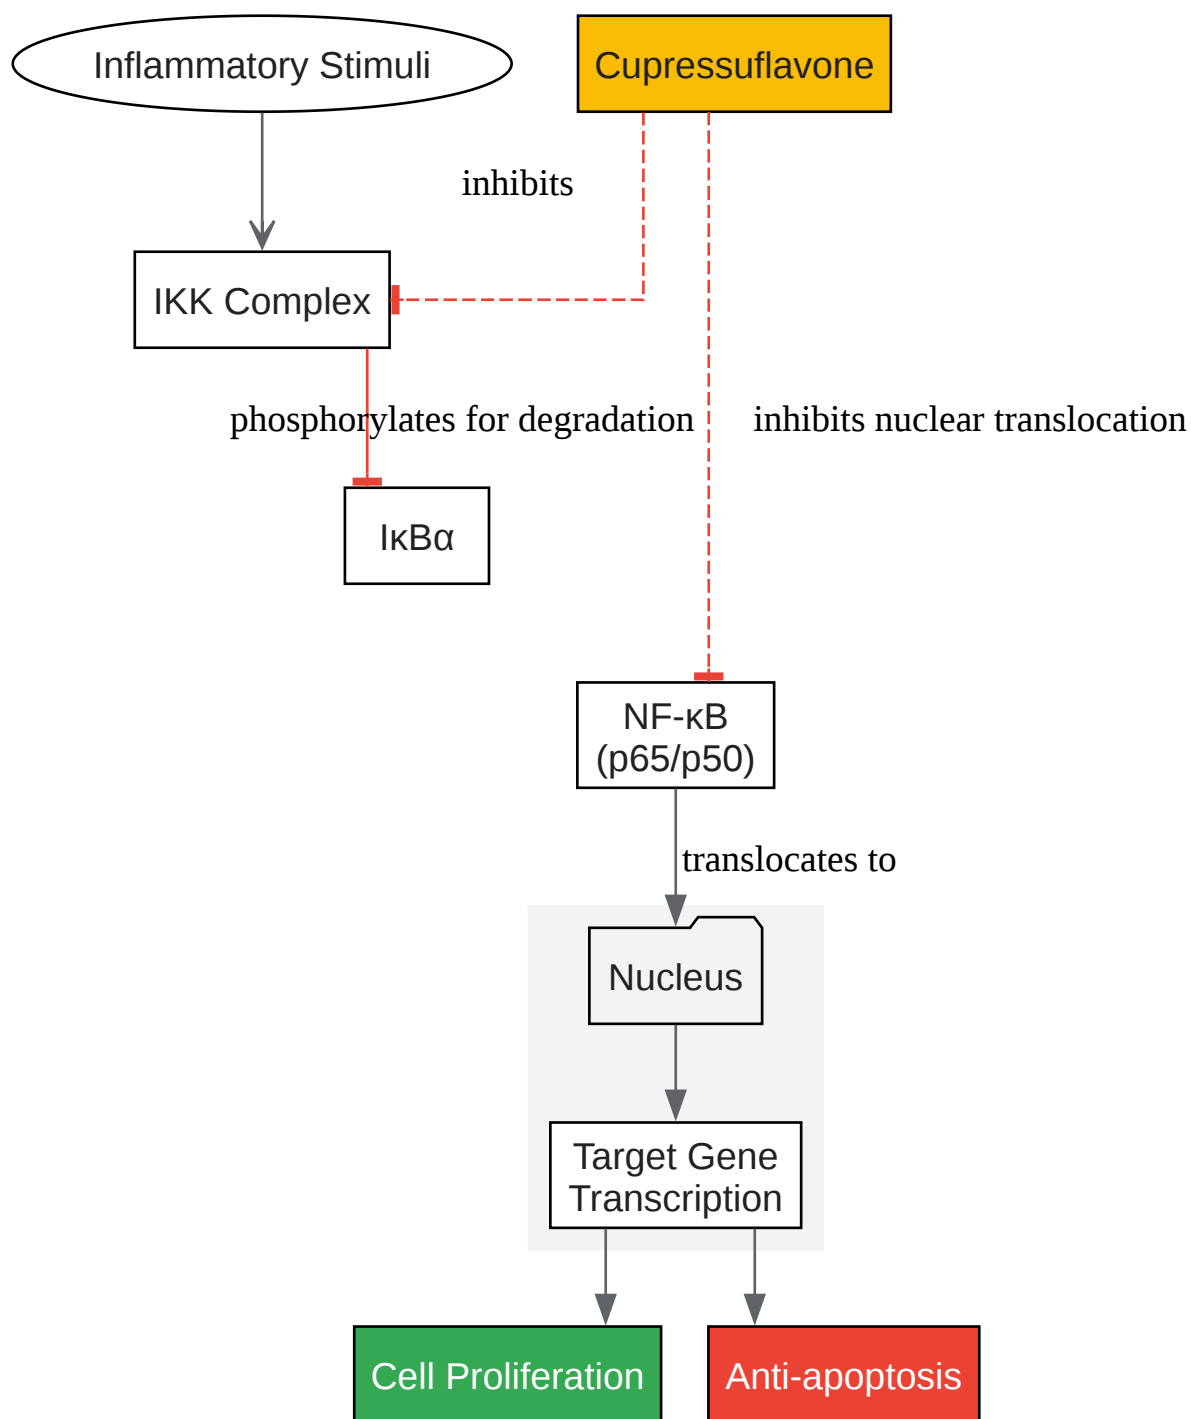 Inflammatory Stimuli
Cupressuflavone
inhibits
IKK Complex
phosphorylates for degradation
inhibits nuclear translocation
IκBα
NF-κB
(p65/p50)
translocates to
Nucleus
Target Gene
Transcription
Cell Proliferation
Anti-apoptosis